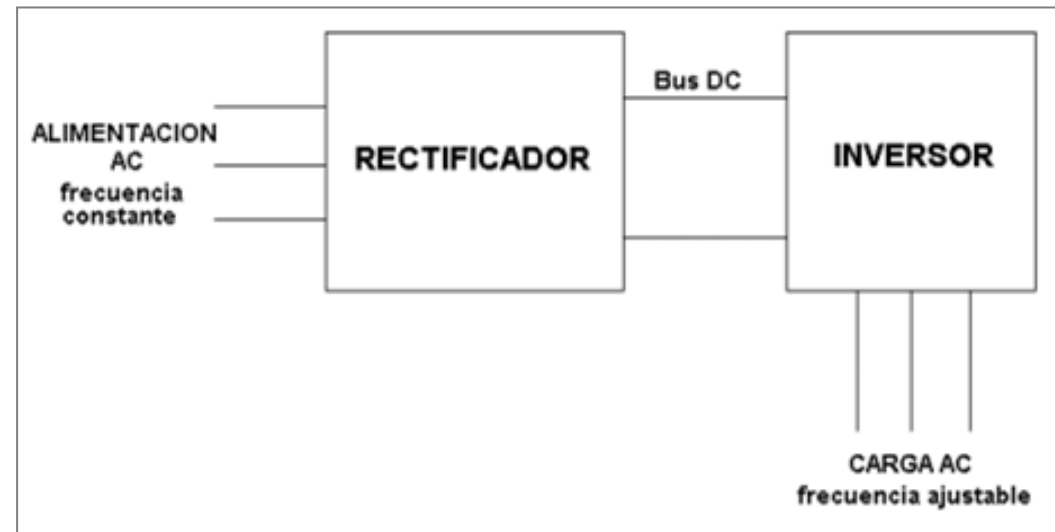 ALIMENTACION
AC
frecuencia
constante
RECTIFICADOR
Bus DC
INVERSOR
CARGA AC
frecuencia ajustable